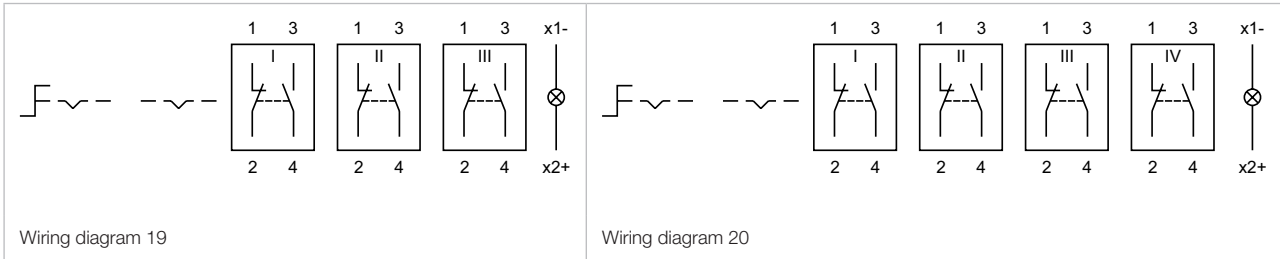 1 3 1 3 1 3 x1-
I II III
2 4 2 4 2 4 x2+
Wiring diagram 19
1 3 1 3 1 3 1 3 x1-
I II III IV
2 4 2 4 2 4 2 4 x2+
Wiring diagram 20